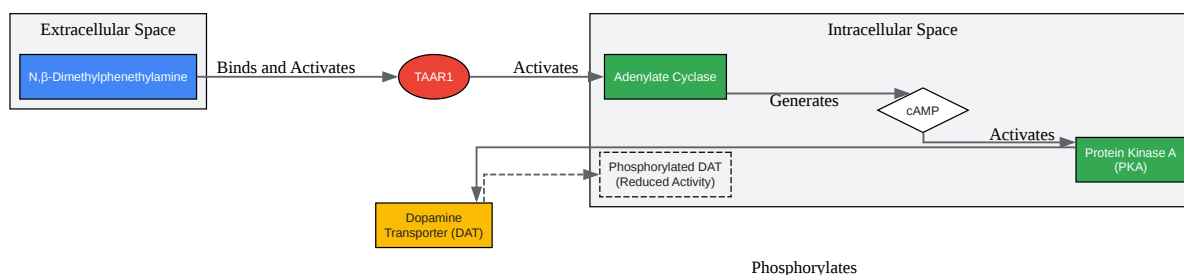 Extracellular Space
Intracellular Space
N,β-Dimethylphenethylamine
Binds and Activates
TAAR1
Activates
Adenylate Cyclase
Generates
cAMP
Activates
Protein Kinase A
(PKA)
Phosphorylated DAT
(Reduced Activity)
Dopamine
Transporter (DAT)
Phosphorylates